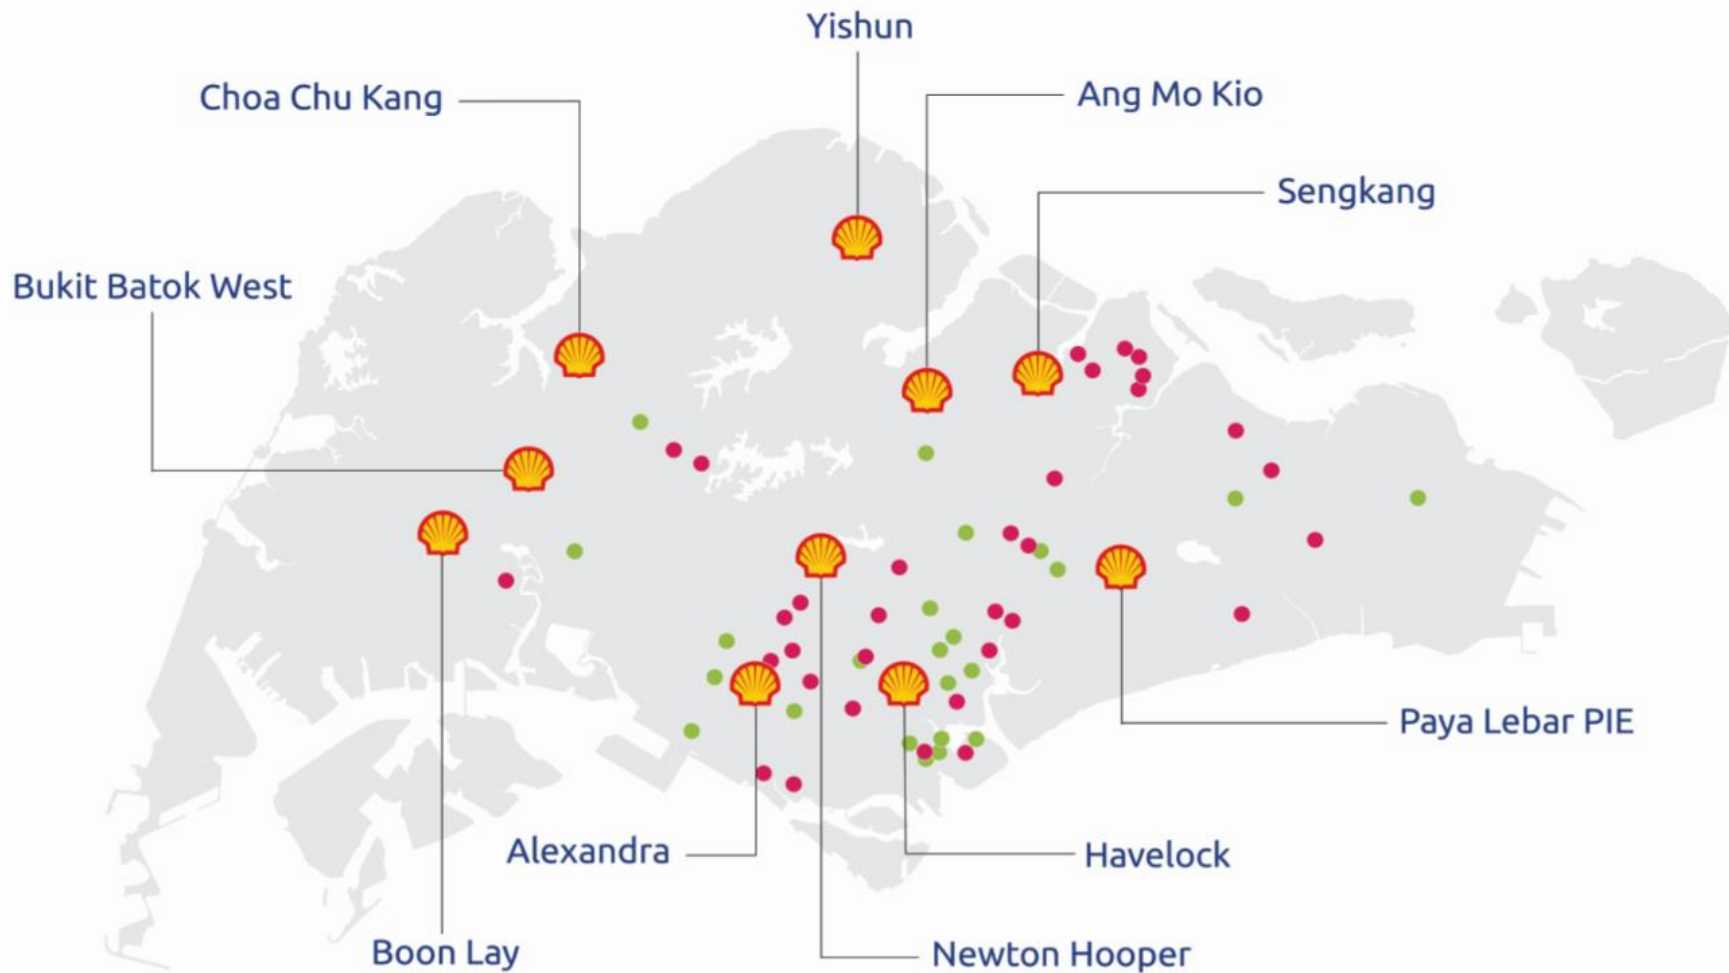 Yishun
Choa Chu Kang
Ang Mo Kio
Sengkang
Bukit Batok West
Paya Lebar PIE
Alexandra
Havelock
Boon Lay
Newton Hooper